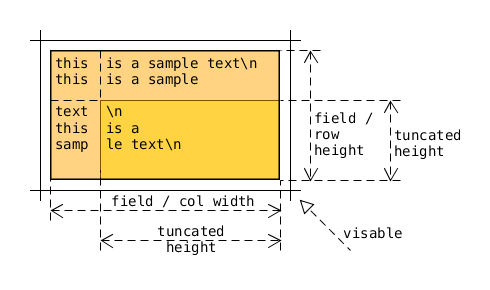 this is a sample text\n
this is a sample
text \n
this is a
samp le text\n
field /
row
height
tuncated
height
field / col width
tuncated
height
visable